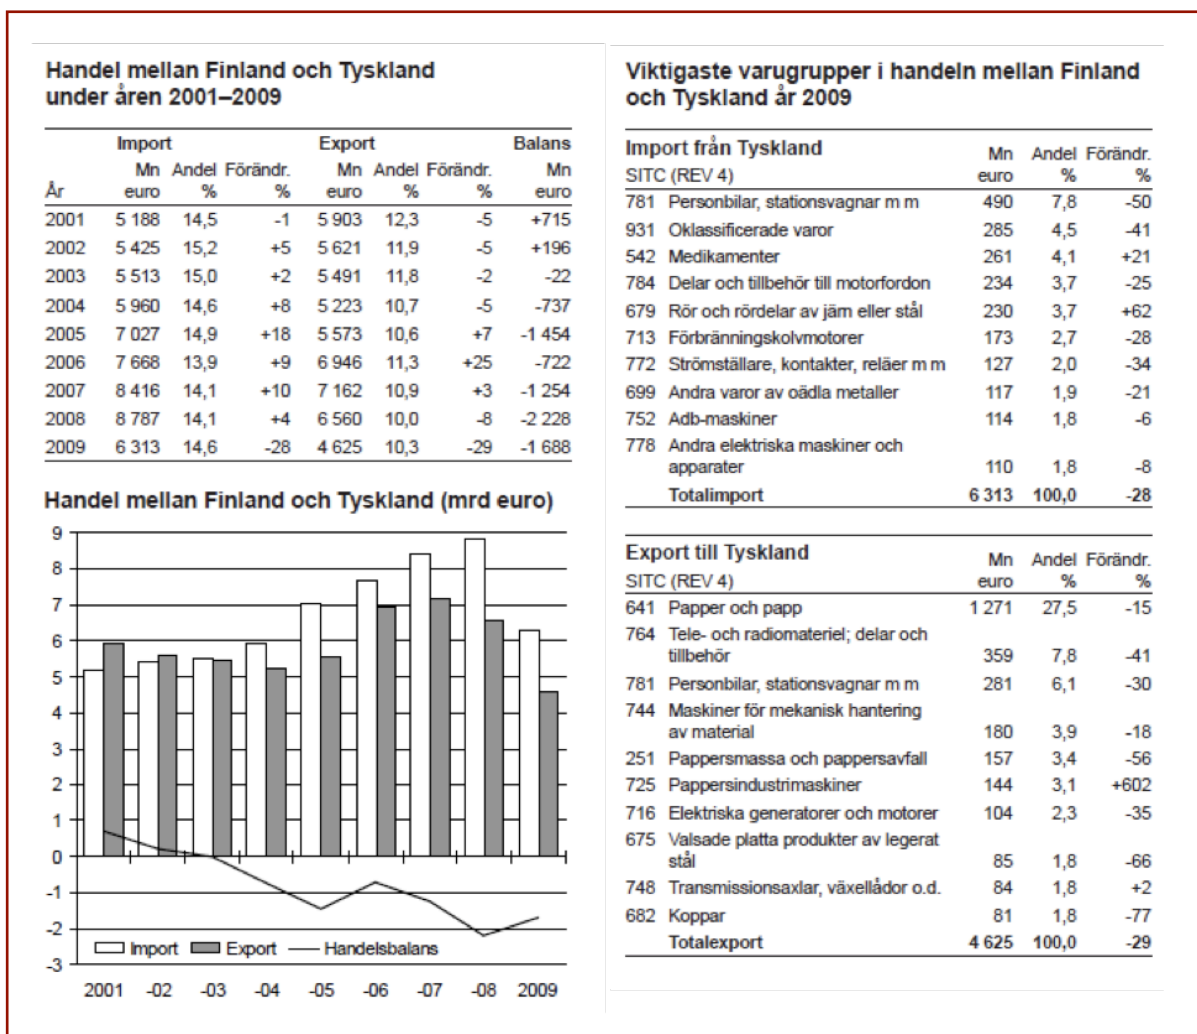 Handel mellan Finland och Tyskland
under åren 2001–2009
Import Export Balans
Mn Andel Förändr. Mn Andel Förändr. Mn
År euro % % euro % % euro
2001 5 188 14,5 -1 5 903 12,3 -5 +715
2002 5 425 15,2 +5 5 621 11,9 -5 +196
2003 5 513 15,0 +2 5 491 11,8 -2 -22
2004 5 960 14,6 +8 5 223 10,7 -5 -737
2005 7 027 14,9 +18 5 573 10,6 +7 -1 454
2006 7 668 13,9 +9 6 946 11,3 +25 -722
2007 8 416 14,1 +10 7 162 10,9 +3 -1 254
2008 8 787 14,1 +4 6 560 10,0 -8 -2 228
2009 6 313 14,6 -28 4 625 10,3 -29 -1 688
Handel mellan Finland och Tyskland (mrd euro)
9
8
7
6
5
4
3
2
1
0
-1
-2
-3
Import Export Handelsbalans
2001 -02 -03 -04 -05 -06 -07 -08 2009
Viktigaste varugrupper i handeln mellan Finland
och Tyskland år 2009
Import från Tyskland Mn Andel Förändr.
SITC (REV 4) euro % %
781 Personbilar, stationsvagnar m m 490 7,8 -50
931 Oklassificerade varor 285 4,5 -41
542 Medikamenter 261 4,1 +21
784 Delar och tillbehör till motorfordon 234 3,7 -25
679 Rör och rördelar av järn eller stål 230 3,7 +62
713 Förbränningskolvmotorer 173 2,7 -28
772 Strömställare, kontakter, reläer m m 127 2,0 -34
699 Andra varor av oädla metaller 117 1,9 -21
752 Adb-maskiner 114 1,8 -6
778 Andra elektriska maskiner och
apparater 110 1,8 -8
Totalimport 6 313 100,0 -28
Export till Tyskland Mn Andel Förändr.
SITC (REV 4) euro % %
641 Papper och papp 1 271 27,5 -15
764 Tele- och radiomateriel; delar och
tillbehör 359 7,8 -41
781 Personbilar, stationsvagnar m m 281 6,1 -30
744 Maskiner för mekanisk hantering
av material 180 3,9 -18
251 Pappersmassa och pappersavfall 157 3,4 -56
725 Pappersindustrimaskiner 144 3,1 +602
716 Elektriska generatorer och motorer 104 2,3 -35
675 Valsade platta produkter av legerat
stål 85 1,8 -66
748 Transmissionsaxlar, växellådor o.d. 84 1,8 +2
682 Koppar 81 1,8 -77
Totalexport 4 625 100,0 -29